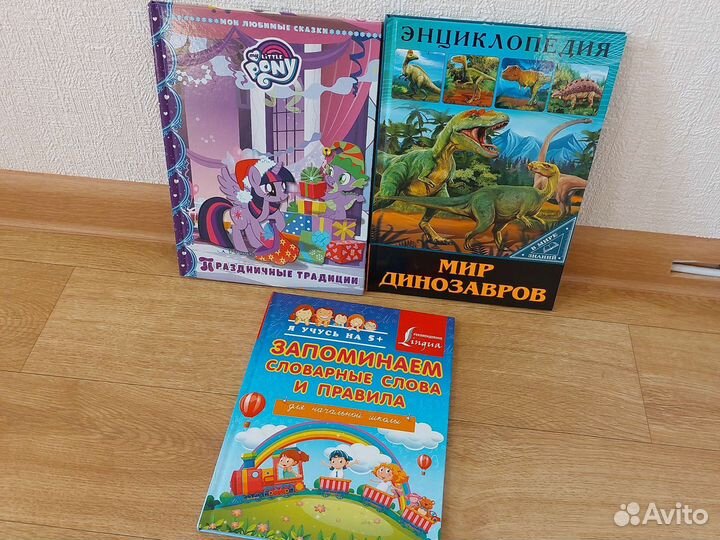 МОИ ЛЮБИМЫЕ СКАЗКИ
MY LITTLE
PONY
ПРАЗДНИЧНЫЕ ТРАДИЦИИ
ЭНЦИКЛОПЕДИЯ
В МИРЕ
ЗНАНИЙ
МИР
ДИНОЗАВРОВ
Я УЧУСЬ НА 5+
Lingua
ЗАПОМИНАЕМ
СЛОВАРНЫЕ СЛОВА
И ПРАВИЛА
для начальной школы
Avito